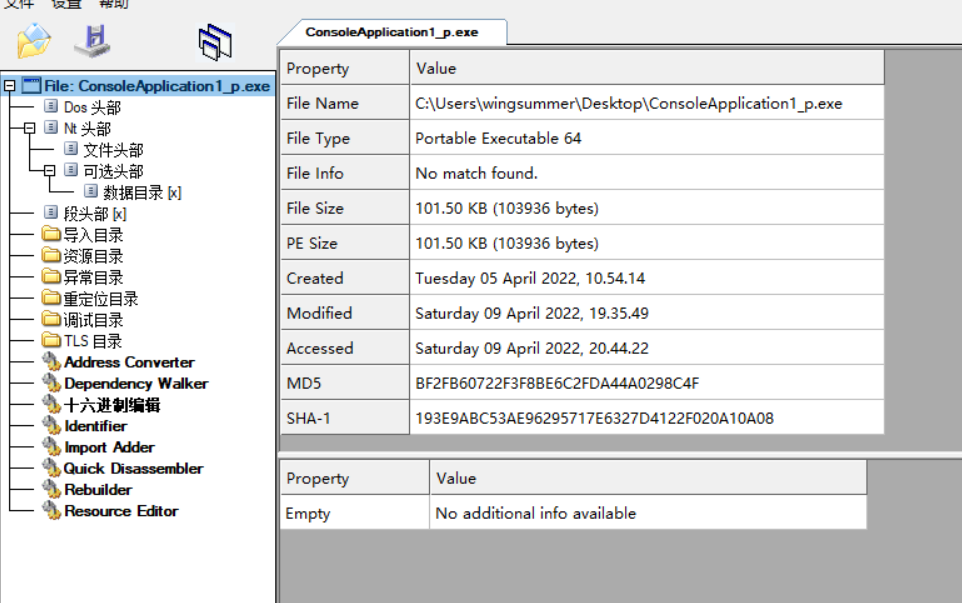 文件 设置 帮助
ConsoleApplication1_p.exe
File: ConsoleApplication1_p.exe
Dos 头部
Nt 头部
文件头部
可选头部
数据目录 [x]
段头部 [x]
导入目录
资源目录
异常目录
重定位目录
调试目录
TLS 目录
Address Converter
Dependency Walker
十六进制编辑
Identifier
Import Adder
Quick Disassembler
Rebuilder
Resource Editor
Property Value
File Name C:\Users\wingsummer\Desktop\ConsoleApplication1_p.exe
File Type Portable Executable 64
File Info No match found.
File Size 101.50 KB (103936 bytes)
PE Size 101.50 KB (103936 bytes)
Created Tuesday 05 April 2022, 10.54.14
Modified Saturday 09 April 2022, 19.35.49
Accessed Saturday 09 April 2022, 20.44.22
MD5 BF2FB60722F3F8BE6C2FDA44A0298C4F
SHA-1 193E9ABC53AE96295717E6327D4122F020A10A08
Property Value
Empty No additional info available